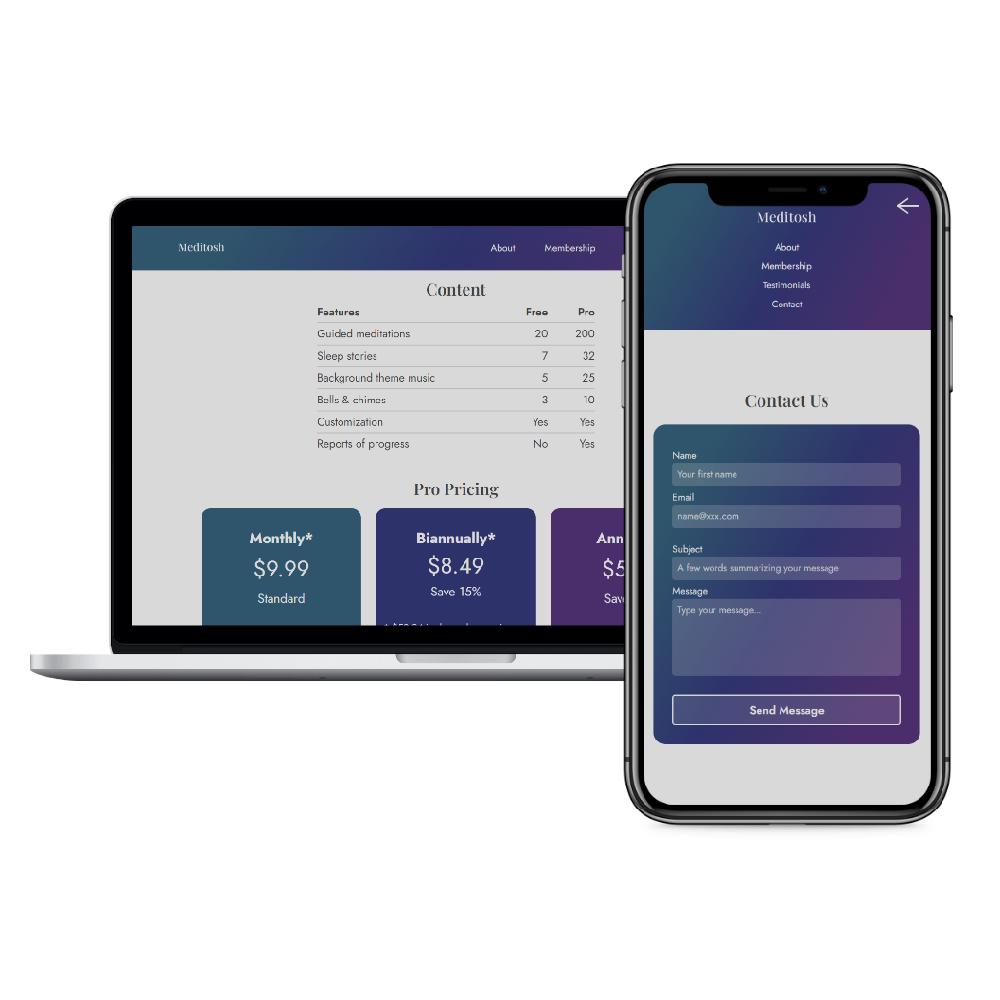 Meditosh About Membership
Content
Features Free Pro
Guided meditations 20 200
Sleep stories 7 32
Background theme music 5 25
Bells & chimes 3 10
Customization Yes Yes
Reports of progress No Yes
Pro Pricing
Monthly*
$9.99
Standard
Biannually*
$8.49
Save 15%
Ann
$5
Save
Meditosh
About
Membership
Testimonials
Contact
Contact Us
Name
Your first name
Email
name@xxx.com
Subject
A few words summarizing your message
Message
Type your message...
Send Message